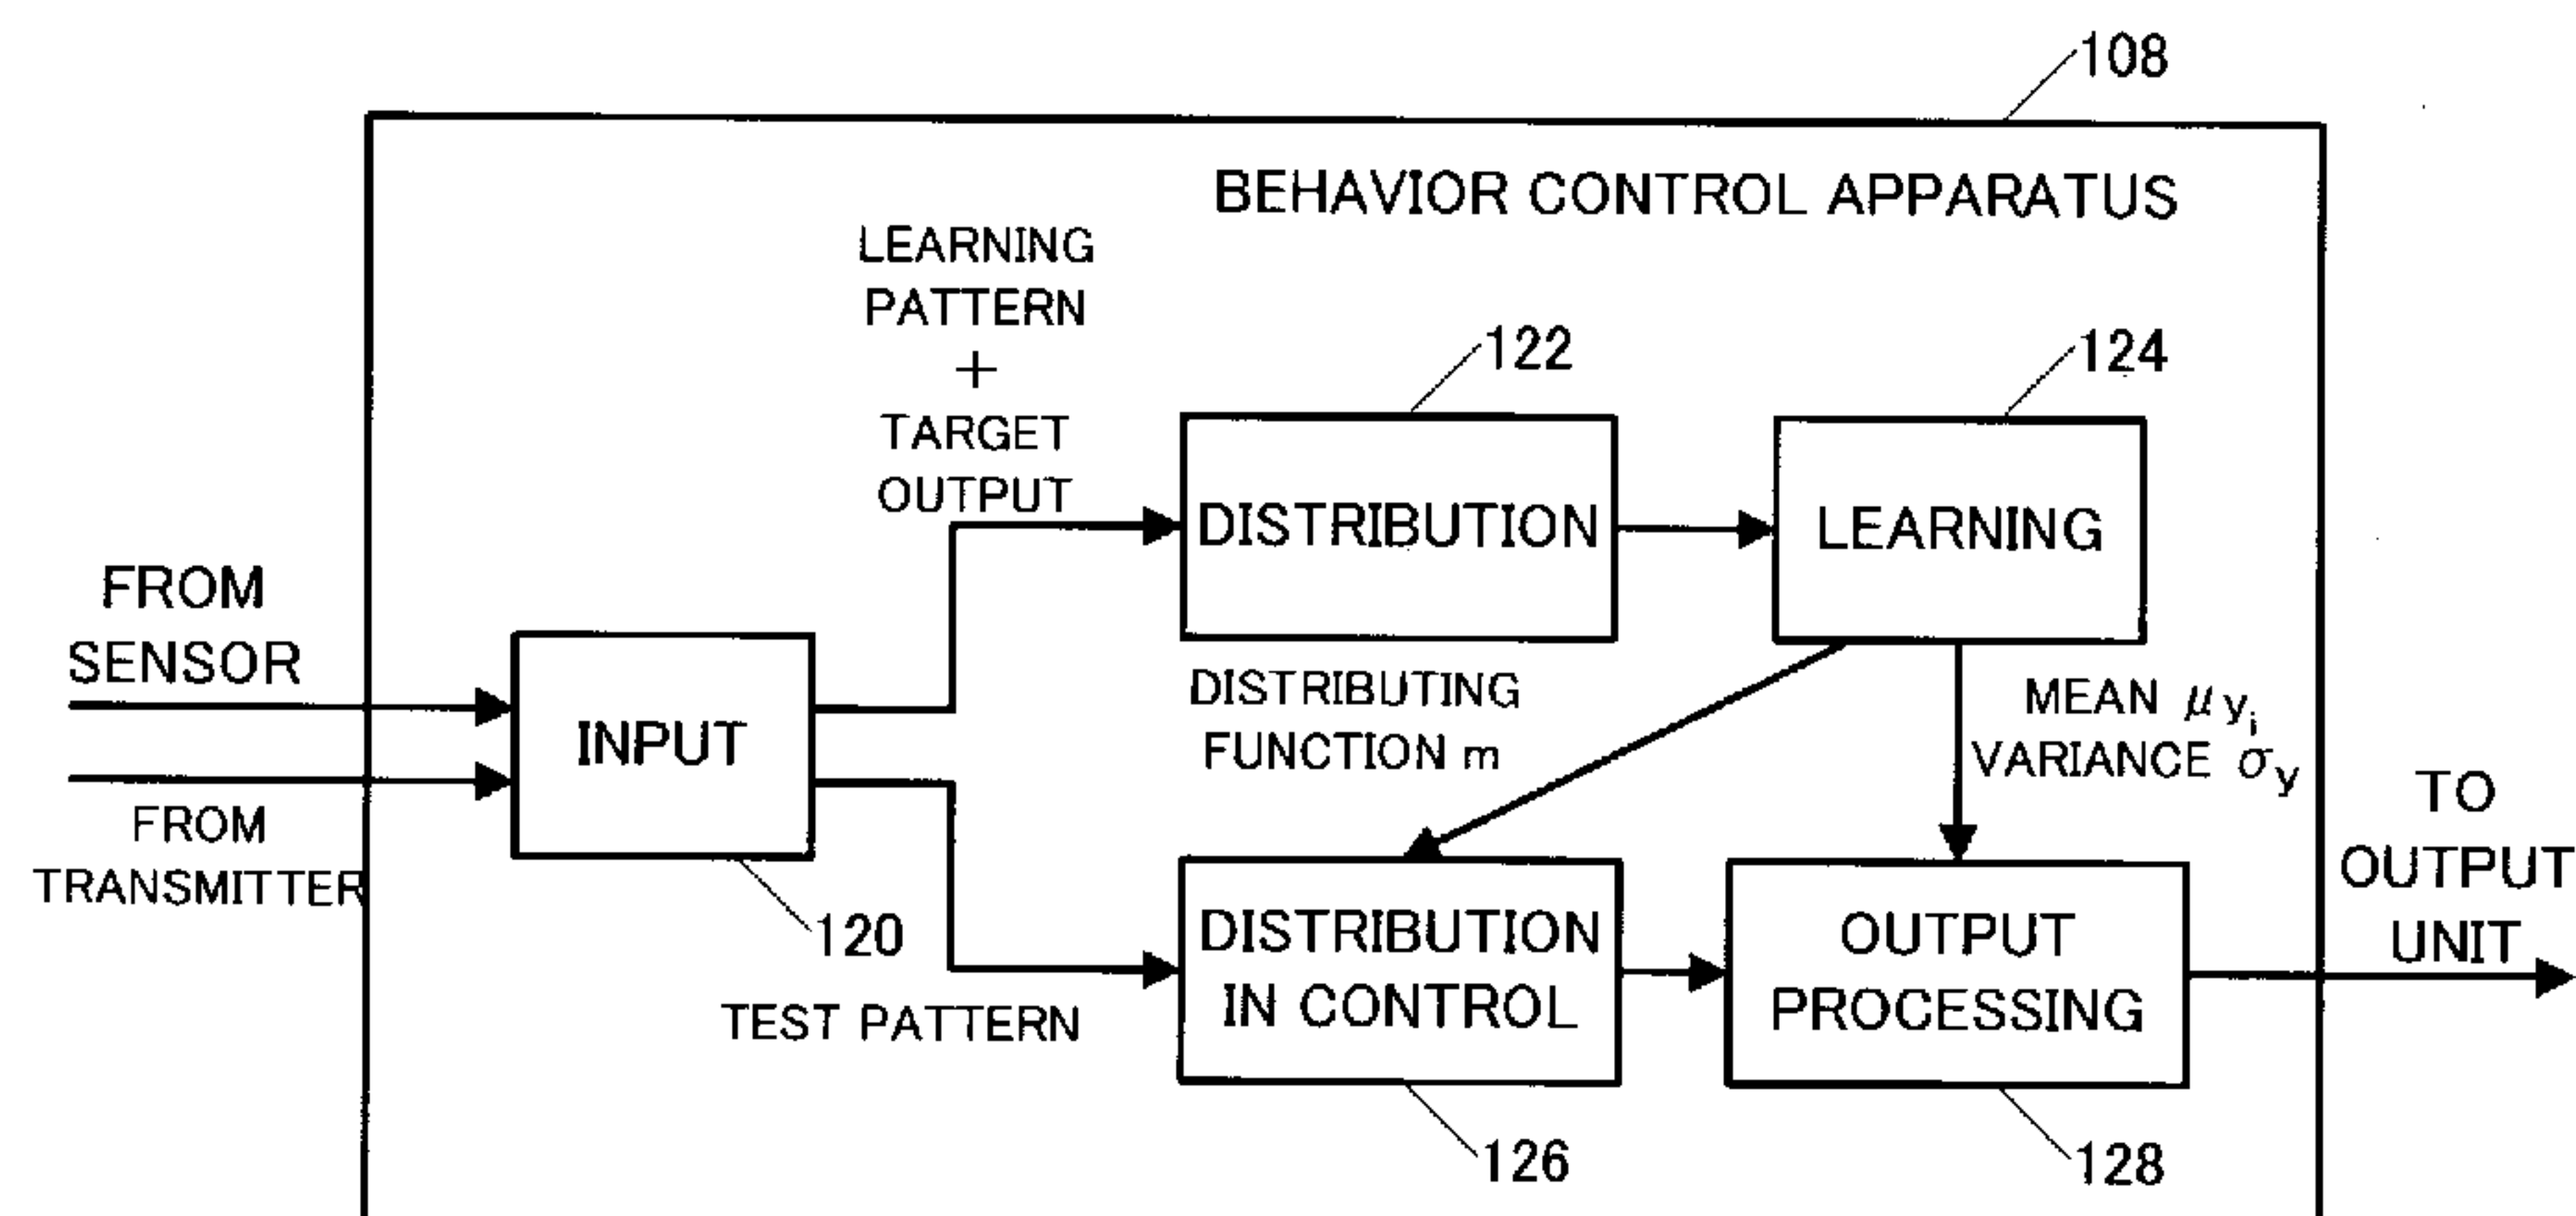 108
BEHAVIOR CONTROL APPARATUS
LEARNING
PATTERN
+
TARGET
OUTPUT
122
124
DISTRIBUTION
LEARNING
FROM
SENSOR
INPUT
FROM
TRANSMITTER
120
DISTRIBUTING
FUNCTION m
MEAN μyi
VARIANCE σy
TEST PATTERN
DISTRIBUTION
IN CONTROL
OUTPUT
PROCESSING
TO
OUTPUT
UNIT
126
128